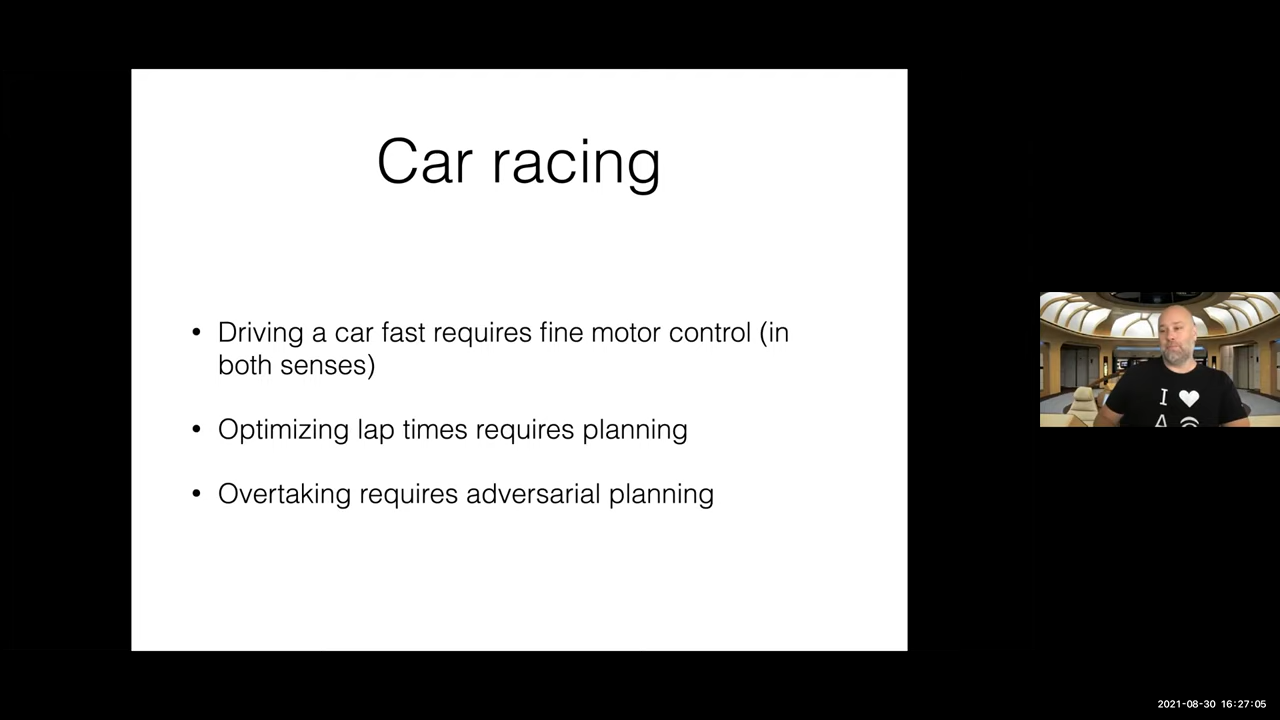 Car racing
• Driving a car fast requires fine motor control (in
both senses)
• Optimizing lap times requires planning
• Overtaking requires adversarial planning
I ♥
A
2021-08-30 16:27:05